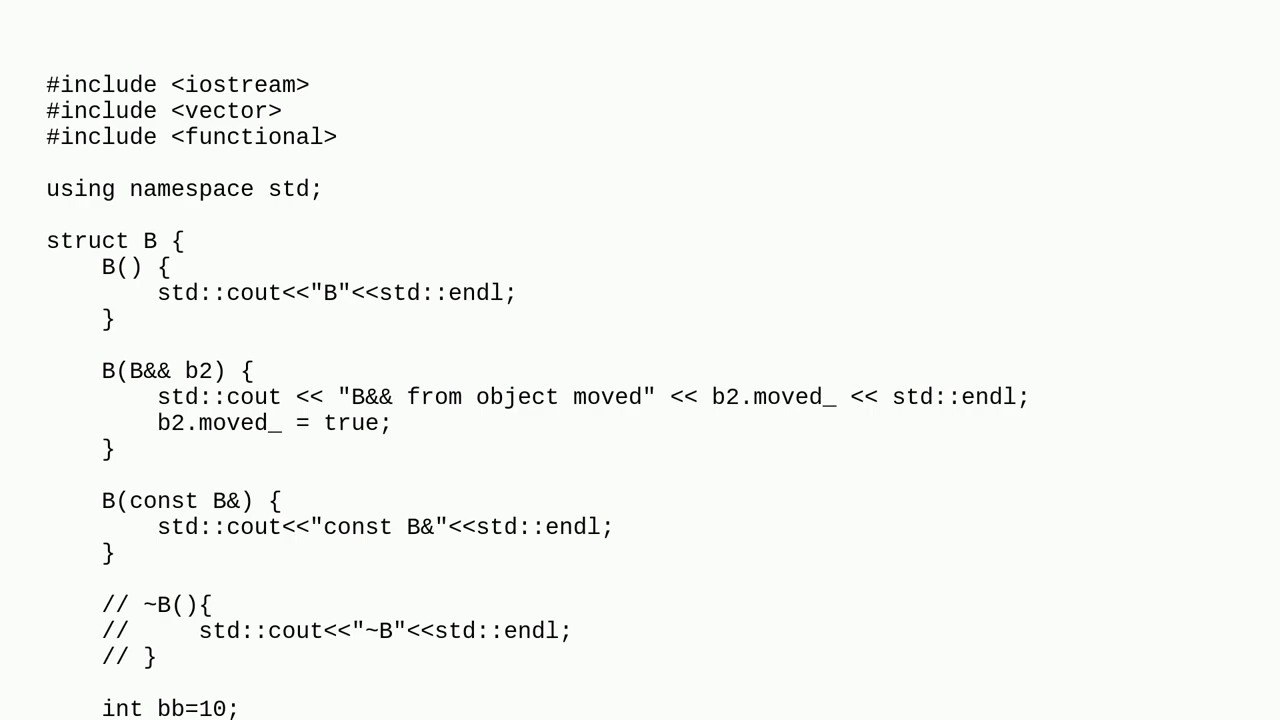 #include <iostream>
#include <vector>
#include <functional>

using namespace std;

struct B {
    B() {
        std::cout<<"B"<<std::endl;
    }

    B(B&& b2) {
        std::cout << "B&& from object moved" << b2.moved_ << std::endl;
        b2.moved_ = true;
    }

    B(const B&) {
        std::cout<<"const B&"<<std::endl;
    }

    // ~B(){
    //     std::cout<<"~B"<<std::endl;
    // }

    int bb=10;